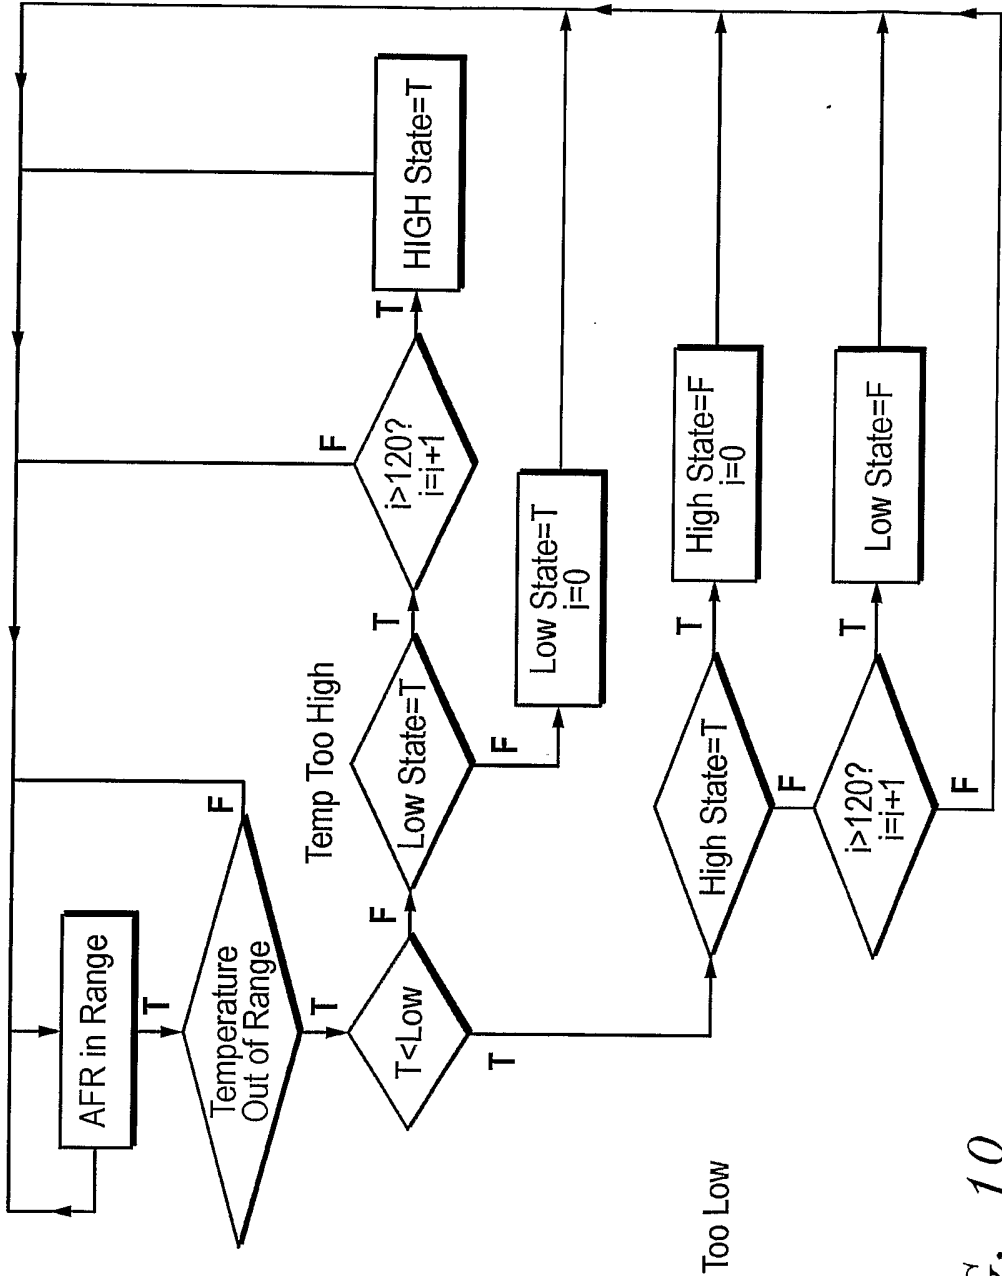 AFR in Range
T
Temperature
Out of Range
F
T
T<Low
F
T
Temp Too High
Low State=T
T
F
i>120?
i=i+1
F
T
HIGH State=T
Low State=T
i=0
Too Low
High State=T
T
F
High State=F
i=0
i>120?
i=i+1
T
F
Low State=F
10